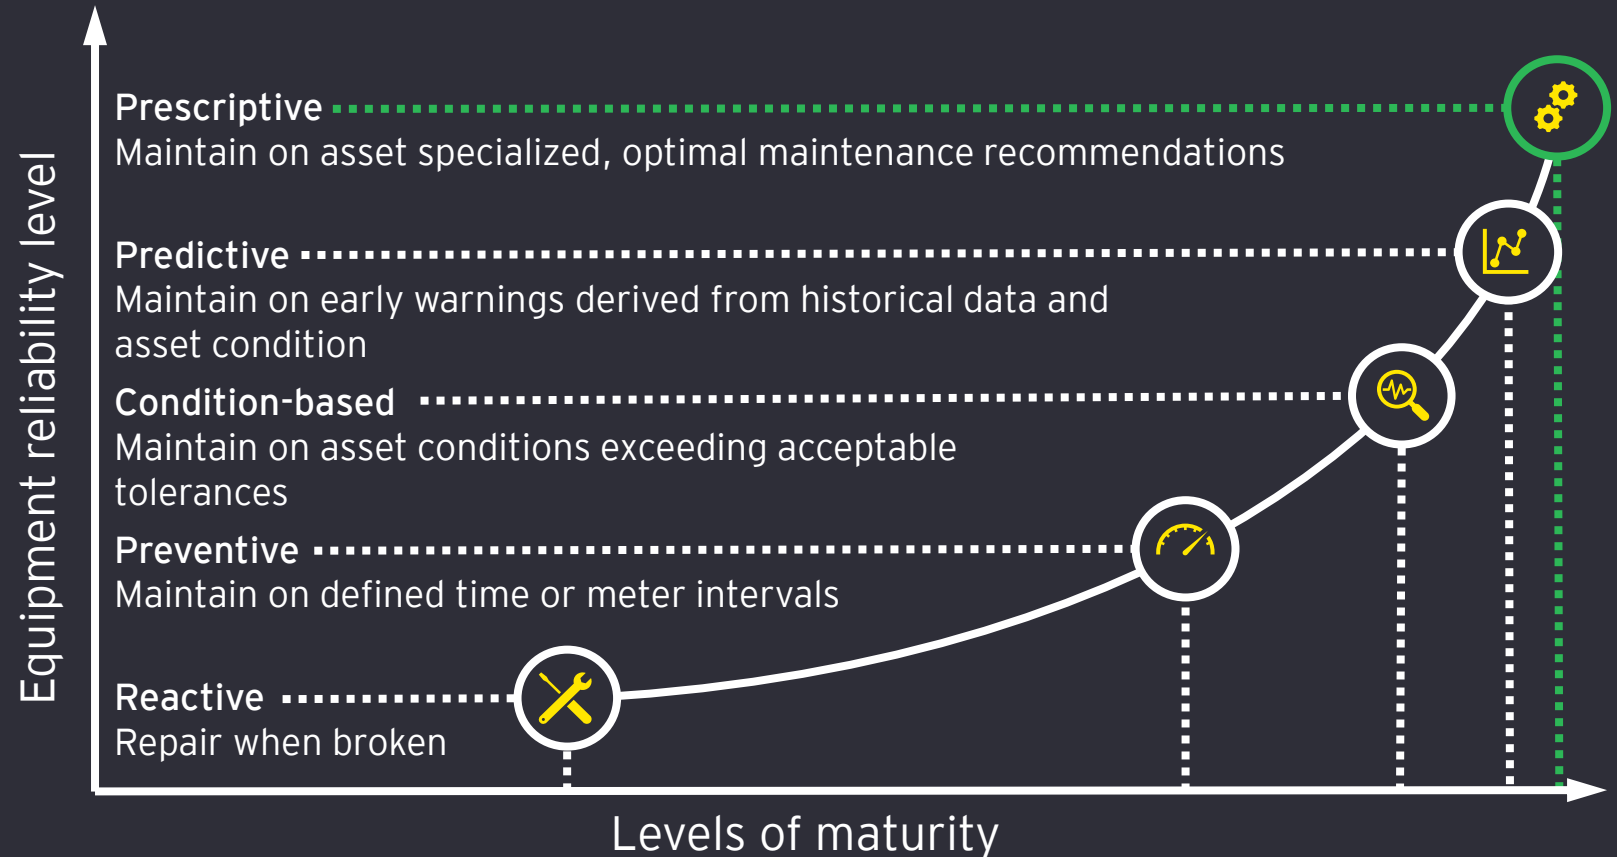 Prescriptive
Maintain on asset specialized, optimal maintenance recommendations
Predictive
Maintain on early warnings derived from historical data and
asset condition
Condition-based
Maintain on asset conditions exceeding acceptable
tolerances
Preventive
Maintain on defined time or meter intervals
Reactive
Repair when broken
Equipment reliability level
Levels of maturity